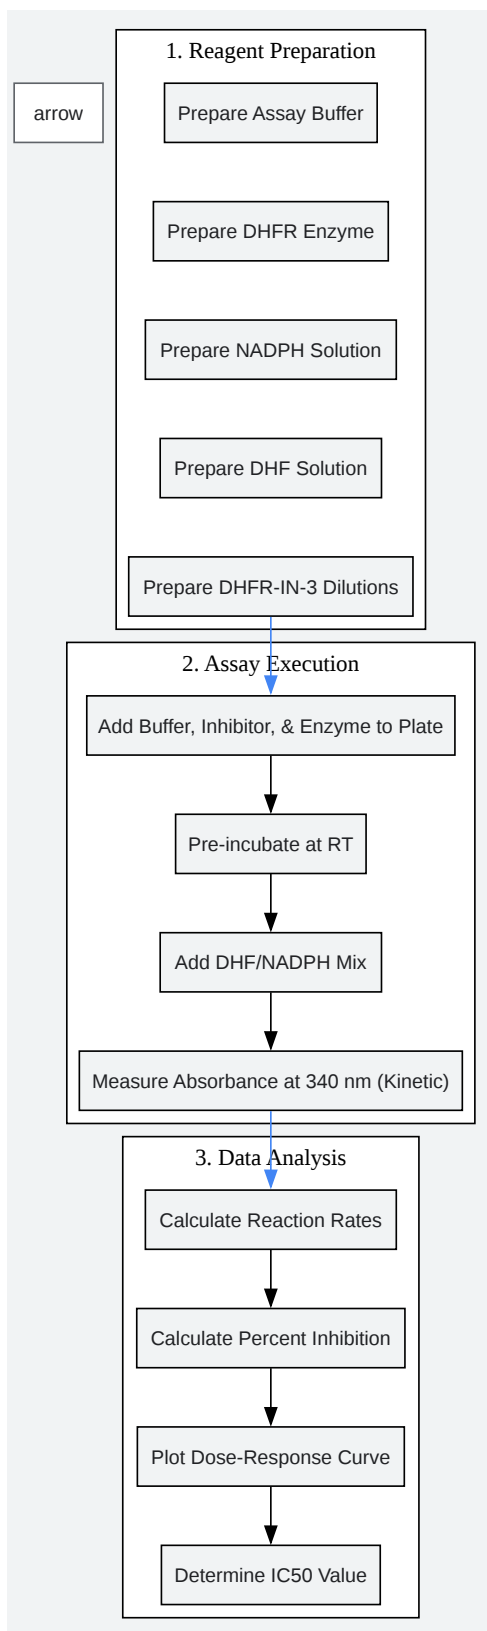 1. Reagent Preparation
arrow
Prepare Assay Buffer
Prepare DHFR Enzyme
Prepare NADPH Solution
Prepare DHF Solution
Prepare DHFR-IN-3 Dilutions
2. Assay Execution
Add Buffer, Inhibitor, & Enzyme to Plate
Pre-incubate at RT
Add DHF/NADPH Mix
Measure Absorbance at 340 nm (Kinetic)
3. Data Analysis
Calculate Reaction Rates
Calculate Percent Inhibition
Plot Dose-Response Curve
Determine IC50 Value